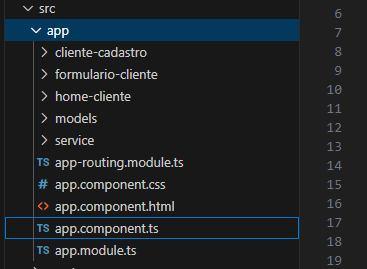 src
app
cliente-cadastro
formulario-cliente
home-cliente
models
service
TS app-routing.module.ts
# app.component.css
<> app.component.html
TS app.component.ts
TS app.module.ts
6
7
8
9
10
11
12
13
14
15
16
17
18
19